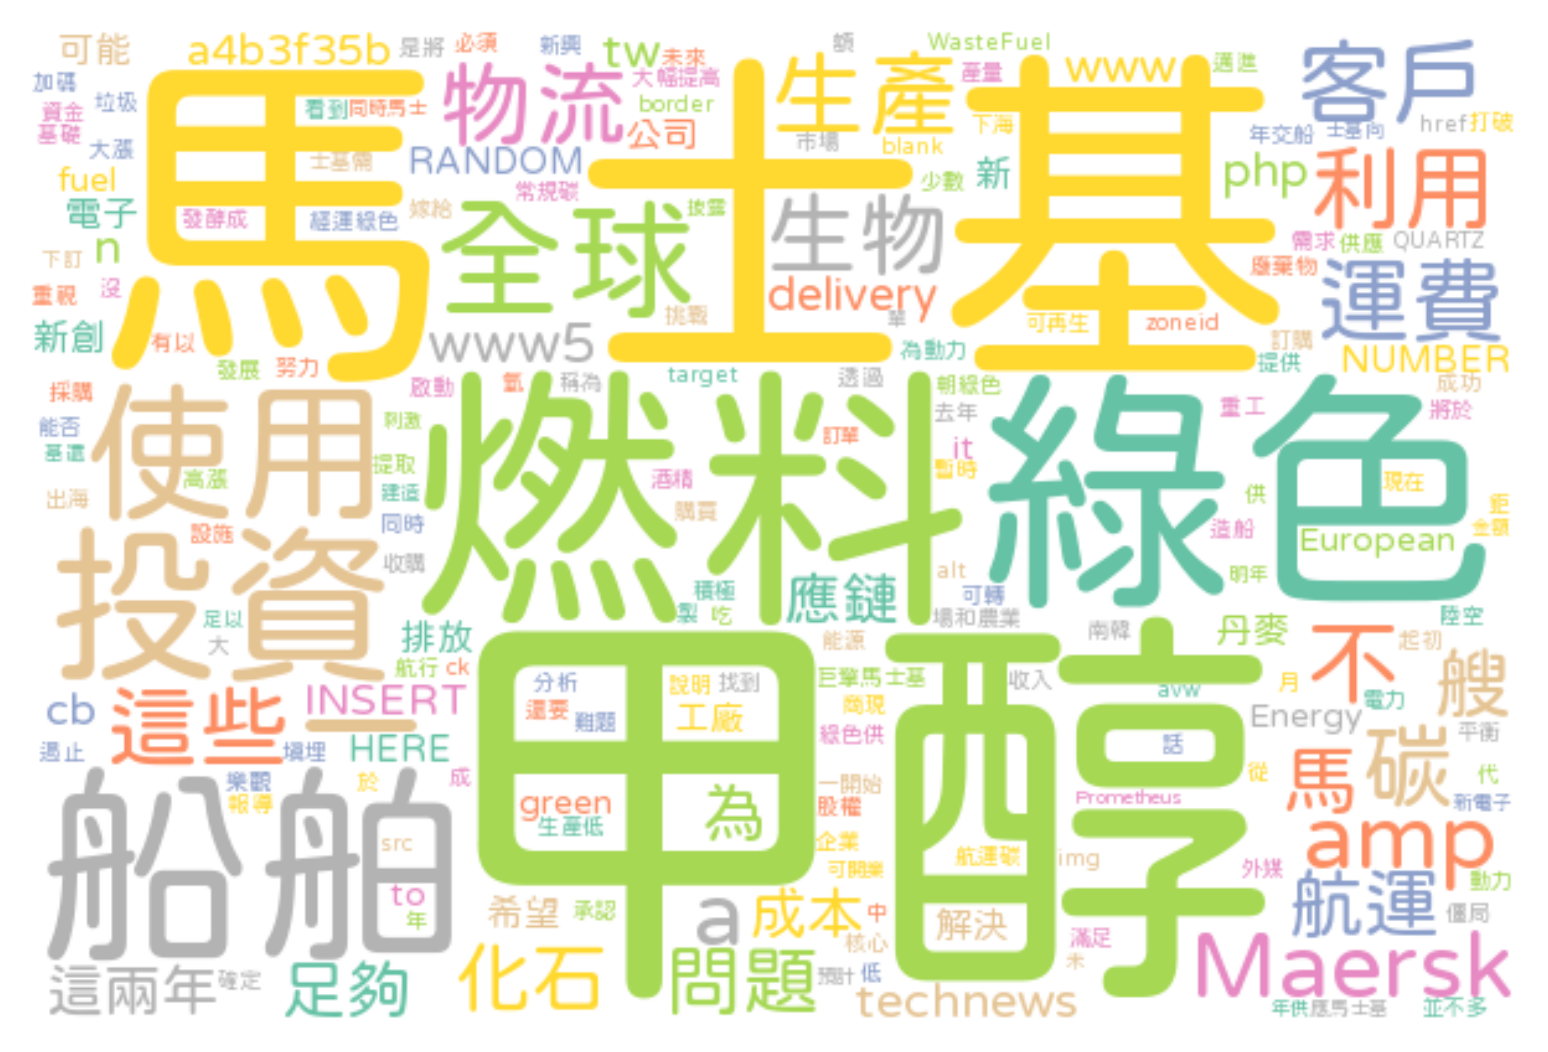 可能
a4b3f35b
是將
必須
新興
tw
未來
額
WasteFuel
www
邁進
客戶
加碼
垃圾
馬士基
看到
同時馬士
物流
大幅提高
border
公司
生產
產量
市場
blank
下海
年交船
士基向
href
打破
資金
基礎
大漲
士基需
RANDOM
常規碳
少數
新
php
利用
fuel
電子
發酵成
經運綠色
嫁給
全球
披露
生物
需求
供應
QUARTZ
n
下訂
廢棄物
運費
重視
沒
delivery
挑戰
單
可再生
zoneid
新創
有以
www5
為動力
訂購
發展
努力
提供
NUMBER
採購
使用
啟動
氫
稱為
target
透過
朝綠色
成功
能否
刺激
燃料
訂單
去年
綠色
重工
將於
基還
高漲
提取
酒精
it
暫時
現在
出海
建造
購買
供
鉅
設施
同時
造船
金額
投資
收購
European
alt
明年
足以
積極
應鏈
可轉
大
製
吃
場和農業
陸空
排放
能源
南韓
丹麥
不
起初
航行
ck
甲醇
分析
說明
找到
巨擘馬士基
收入
avw
月
電力
艘
cb
這些
INSERT
還要
難題
工廠
商現
Energy
平衡
遏止
一
填埋
HERE
綠色供
話
碳
樂觀
於
成
一開始
從
馬
代
報導
green
為
股權
Prometheus
新電子
船舶
生產低
企業
amp
src
航運碳
img
可開業
外媒
動力
to
年
希望
承認
a
成本
中
解決
航運
僵局
核心
滿足
未
Maersk
這兩年
確定
足夠
化石
問題
預計
低
technews
年供
應馬士基
並不多